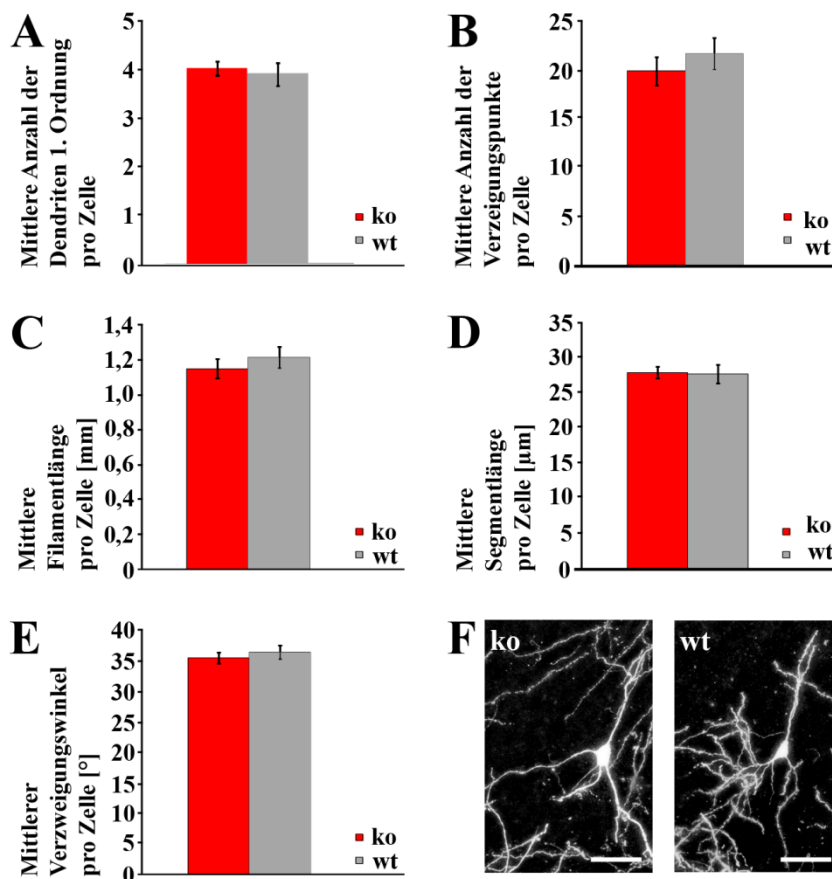 A
Mittlere Anzahl der
Dendriten 1. Ordnung
pro Zelle
5
4
3
2
1
0
ko
wt
B
Mittlere Anzahl der
Verzeigungspunkte
pro Zelle
25
20
15
10
5
0
ko
wt
C
Mittlere
Filamentlänge
pro Zelle [mm]
1,4
1,2
1,0
0,8
0,6
0,4
0,2
0
ko
wt
D
Mittlere
Segmentlänge
pro Zelle [µm]
35
30
25
20
15
10
5
0
ko
wt
E
Mittlerer
Verzweigungswinkel
pro Zelle [°]
40
35
30
25
20
15
10
5
0
ko
wt
F
ko
wt